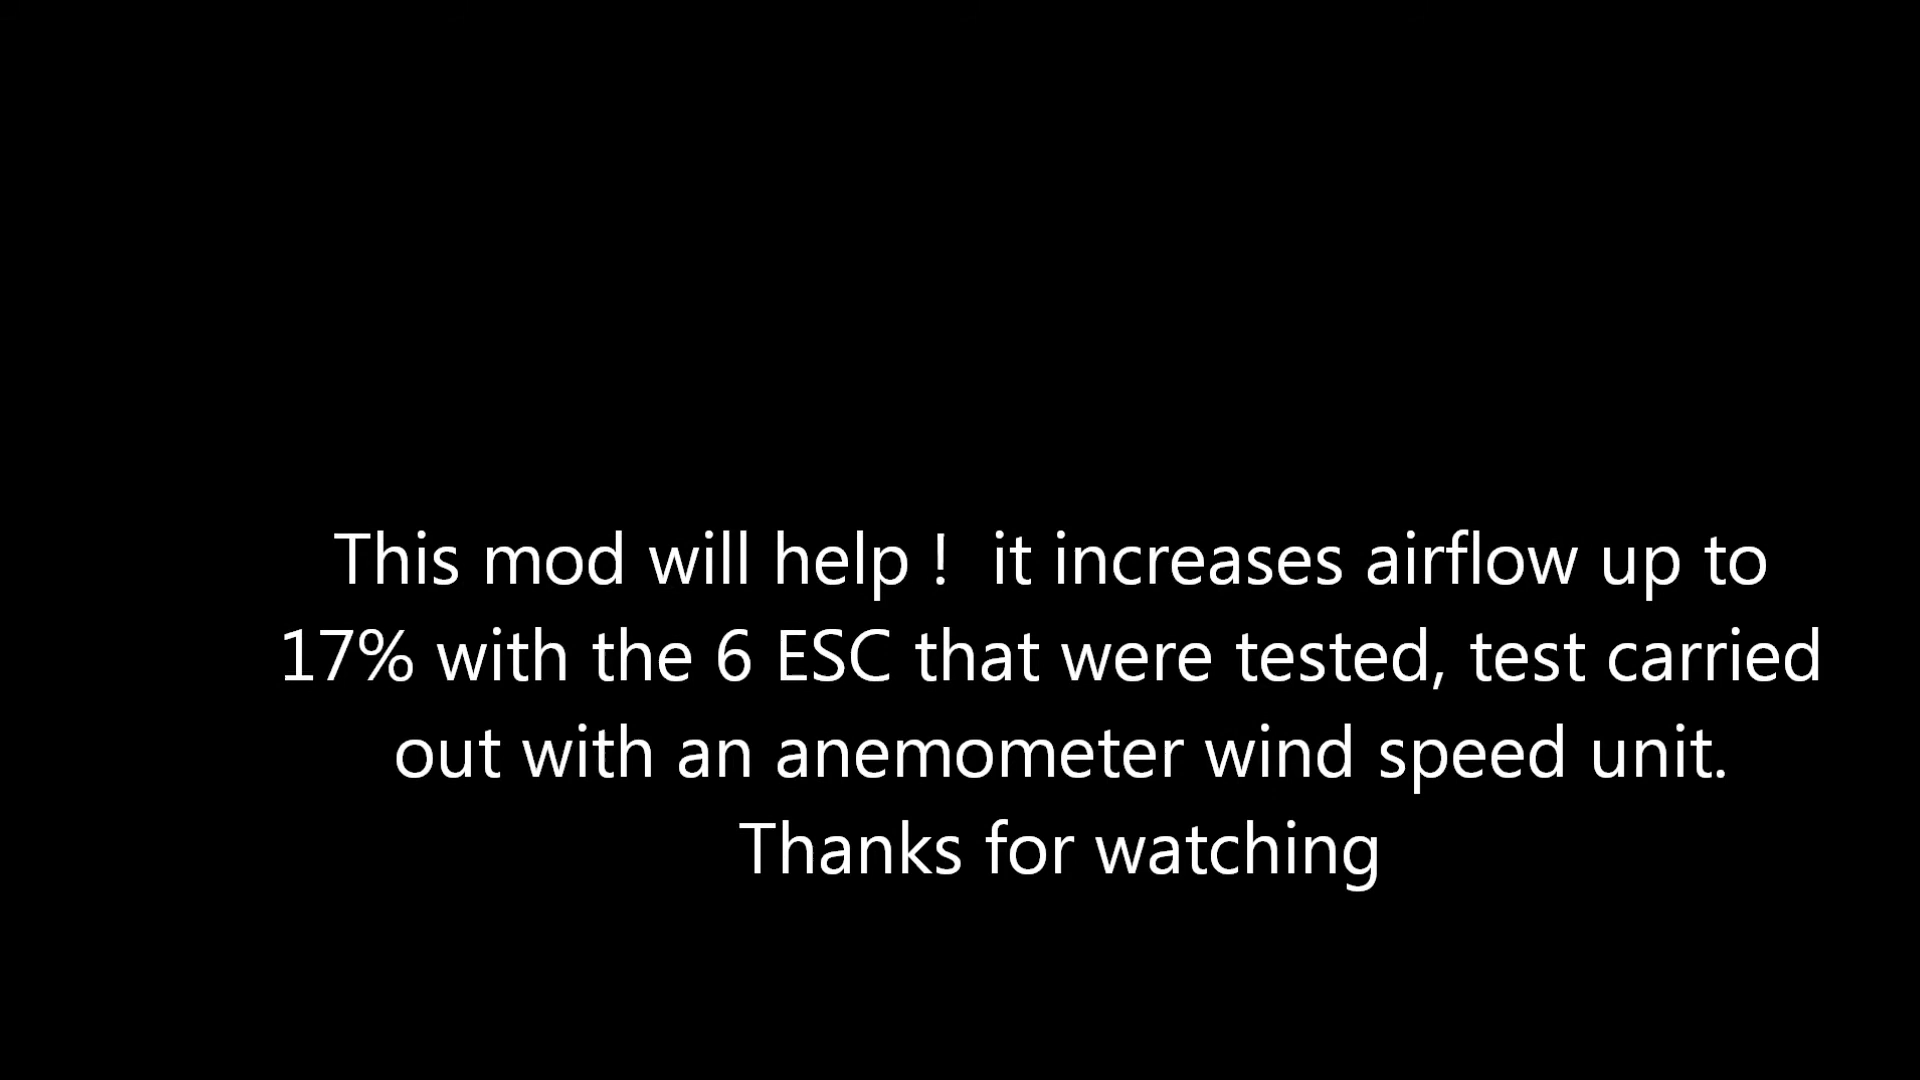 This mod will help !  it increases airflow up to
17% with the 6 ESC that were tested, test carried
out with an anemometer wind speed unit.
Thanks for watching